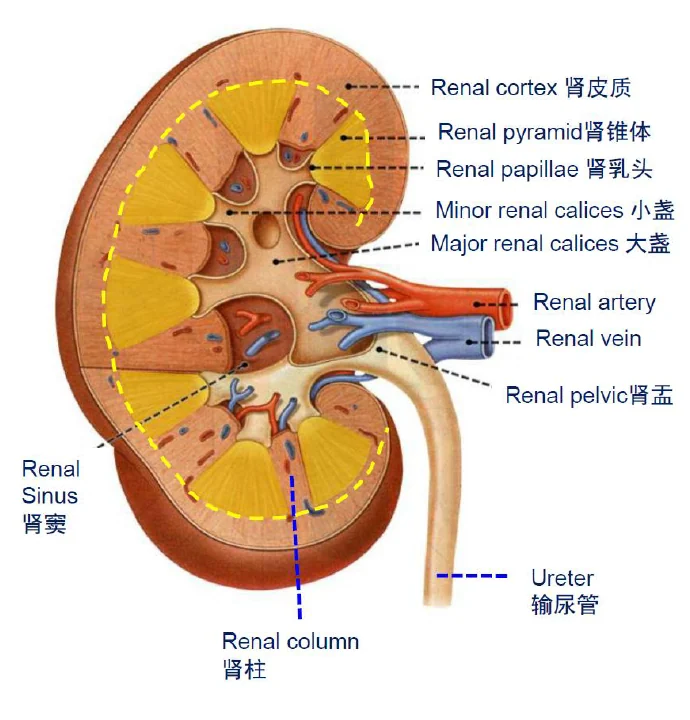 Renal cortex 肾皮质
Renal pyramid肾锥体
Renal papillae 肾乳头
Minor renal calices 小盏
Major renal calices 大盏
Renal artery
Renal vein
Renal pelvic肾盂
Renal
Sinus
肾窦
Ureter
输尿管
Renal column
肾柱